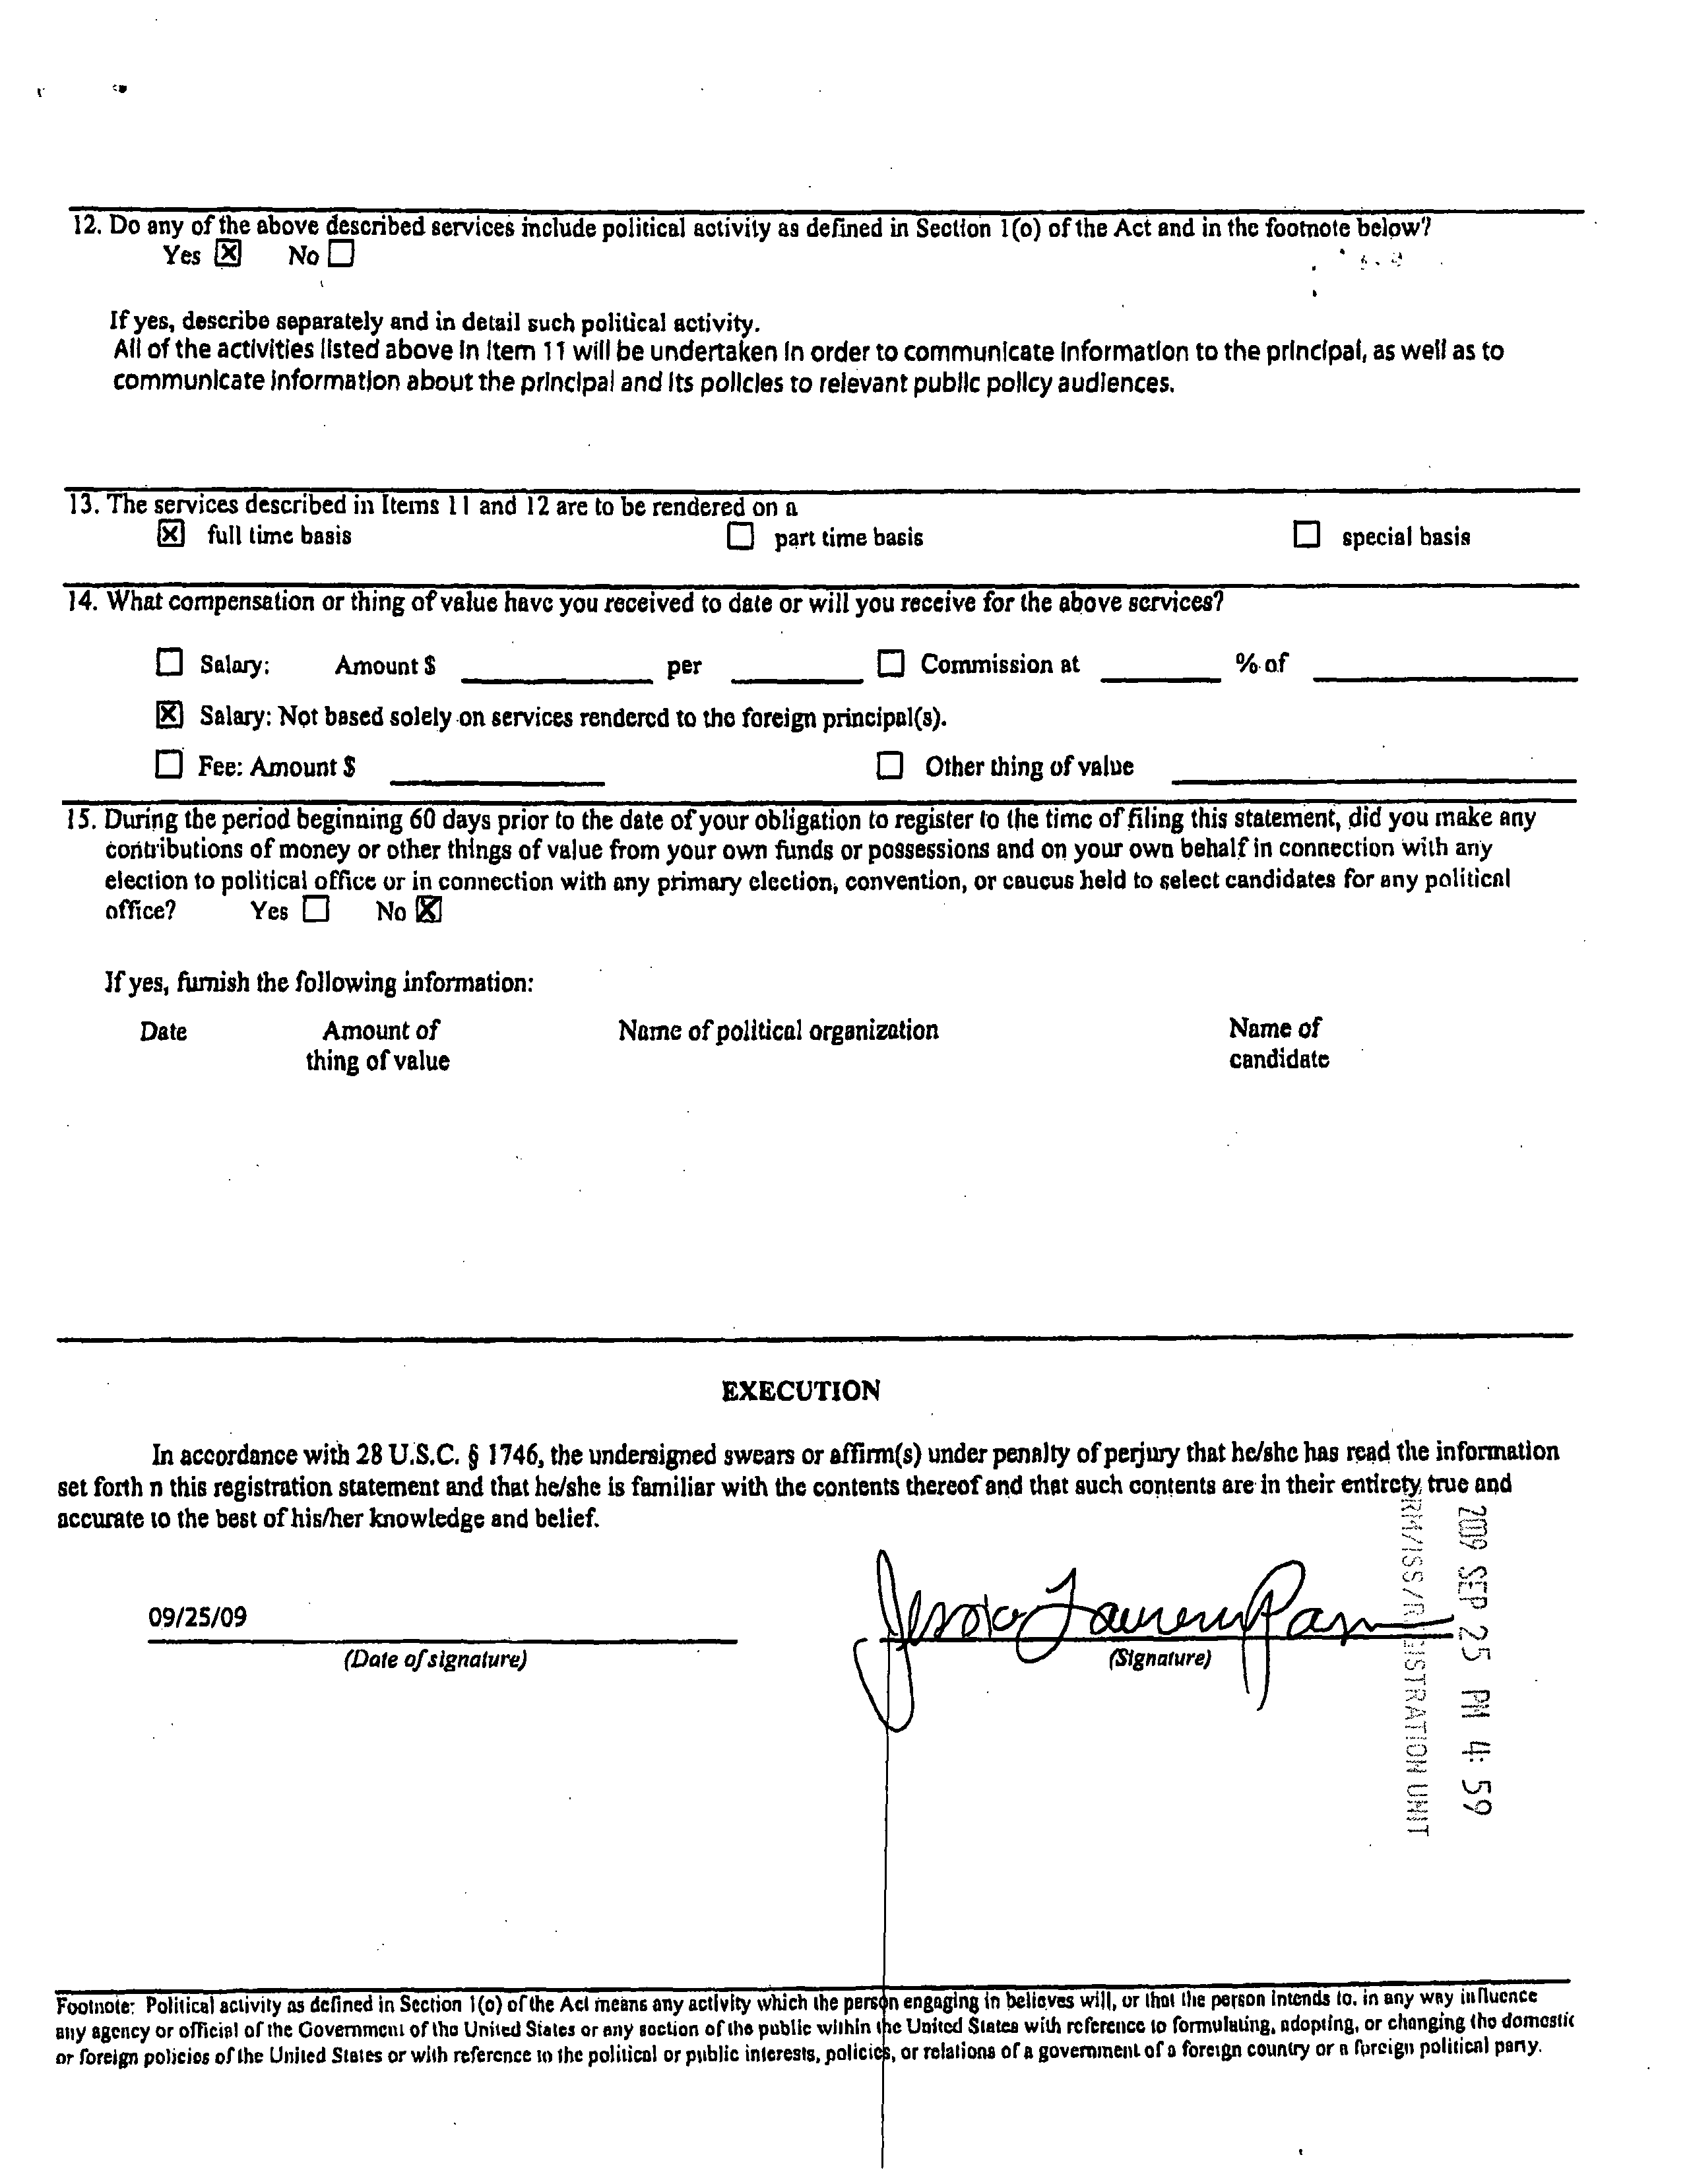 12. Do any of the above described services include political activity as defined in Section 1(o) of the Act and in the footnote below?
Yes ☒ No ☐
If yes, describe separately and in detail such political activity.
All of the activities listed above in Item 11 will be undertaken in order to communicate information to the principal, as well as to
communicate information about the principal and its policies to relevant public policy audiences.
13. The services described in Items 11 and 12 are to be rendered on a
☒ full time basis ☐ part time basis ☐ special basis
14. What compensation or thing of value have you received to date or will you receive for the above services?
☐ Salary: Amount $ ____ per ____ ☐ Commission at ____ % of ____
☒ Salary: Not based solely on services rendered to the foreign principal(s).
☐ Fee: Amount $ ____ ☐ Other thing of value ____
15. During the period beginning 60 days prior to the date of your obligation to register to the time of filing this statement, did you make any
contributions of money or other things of value from your own funds or possessions and on your own behalf in connection with any
election to political office or in connection with any primary election, convention, or caucus held to select candidates for any political
office? Yes ☐ No ☒
If yes, furnish the following information:
Date Amount of Name of political organization Name of
thing of value candidate
EXECUTION
In accordance with 28 U.S.C. § 1746, the undersigned swears or affirm(s) under penalty of perjury that he/she has read the information
set forth n this registration statement and that he/she is familiar with the contents thereof and that such contents are in their entirety true and
accurate to the best of his/her knowledge and belief.
09/25/09
(Date of signature)
Jessica Lauren
(Signature)
2009 SEP 25 PM 4:59
REGISTRATION UNIT
Footnote: Political activity as defined in Section 1(o) of the Act means any activity which the person engaging in believes will, or that the person intends to, in any way influence
any agency or official of the Government of the United States or any section of the public within the United States with reference to formulating, adopting, or changing the domestic
or foreign policies of the United States or with reference to the political or public interests, policies, or relations of a government of a foreign country or a foreign political party.